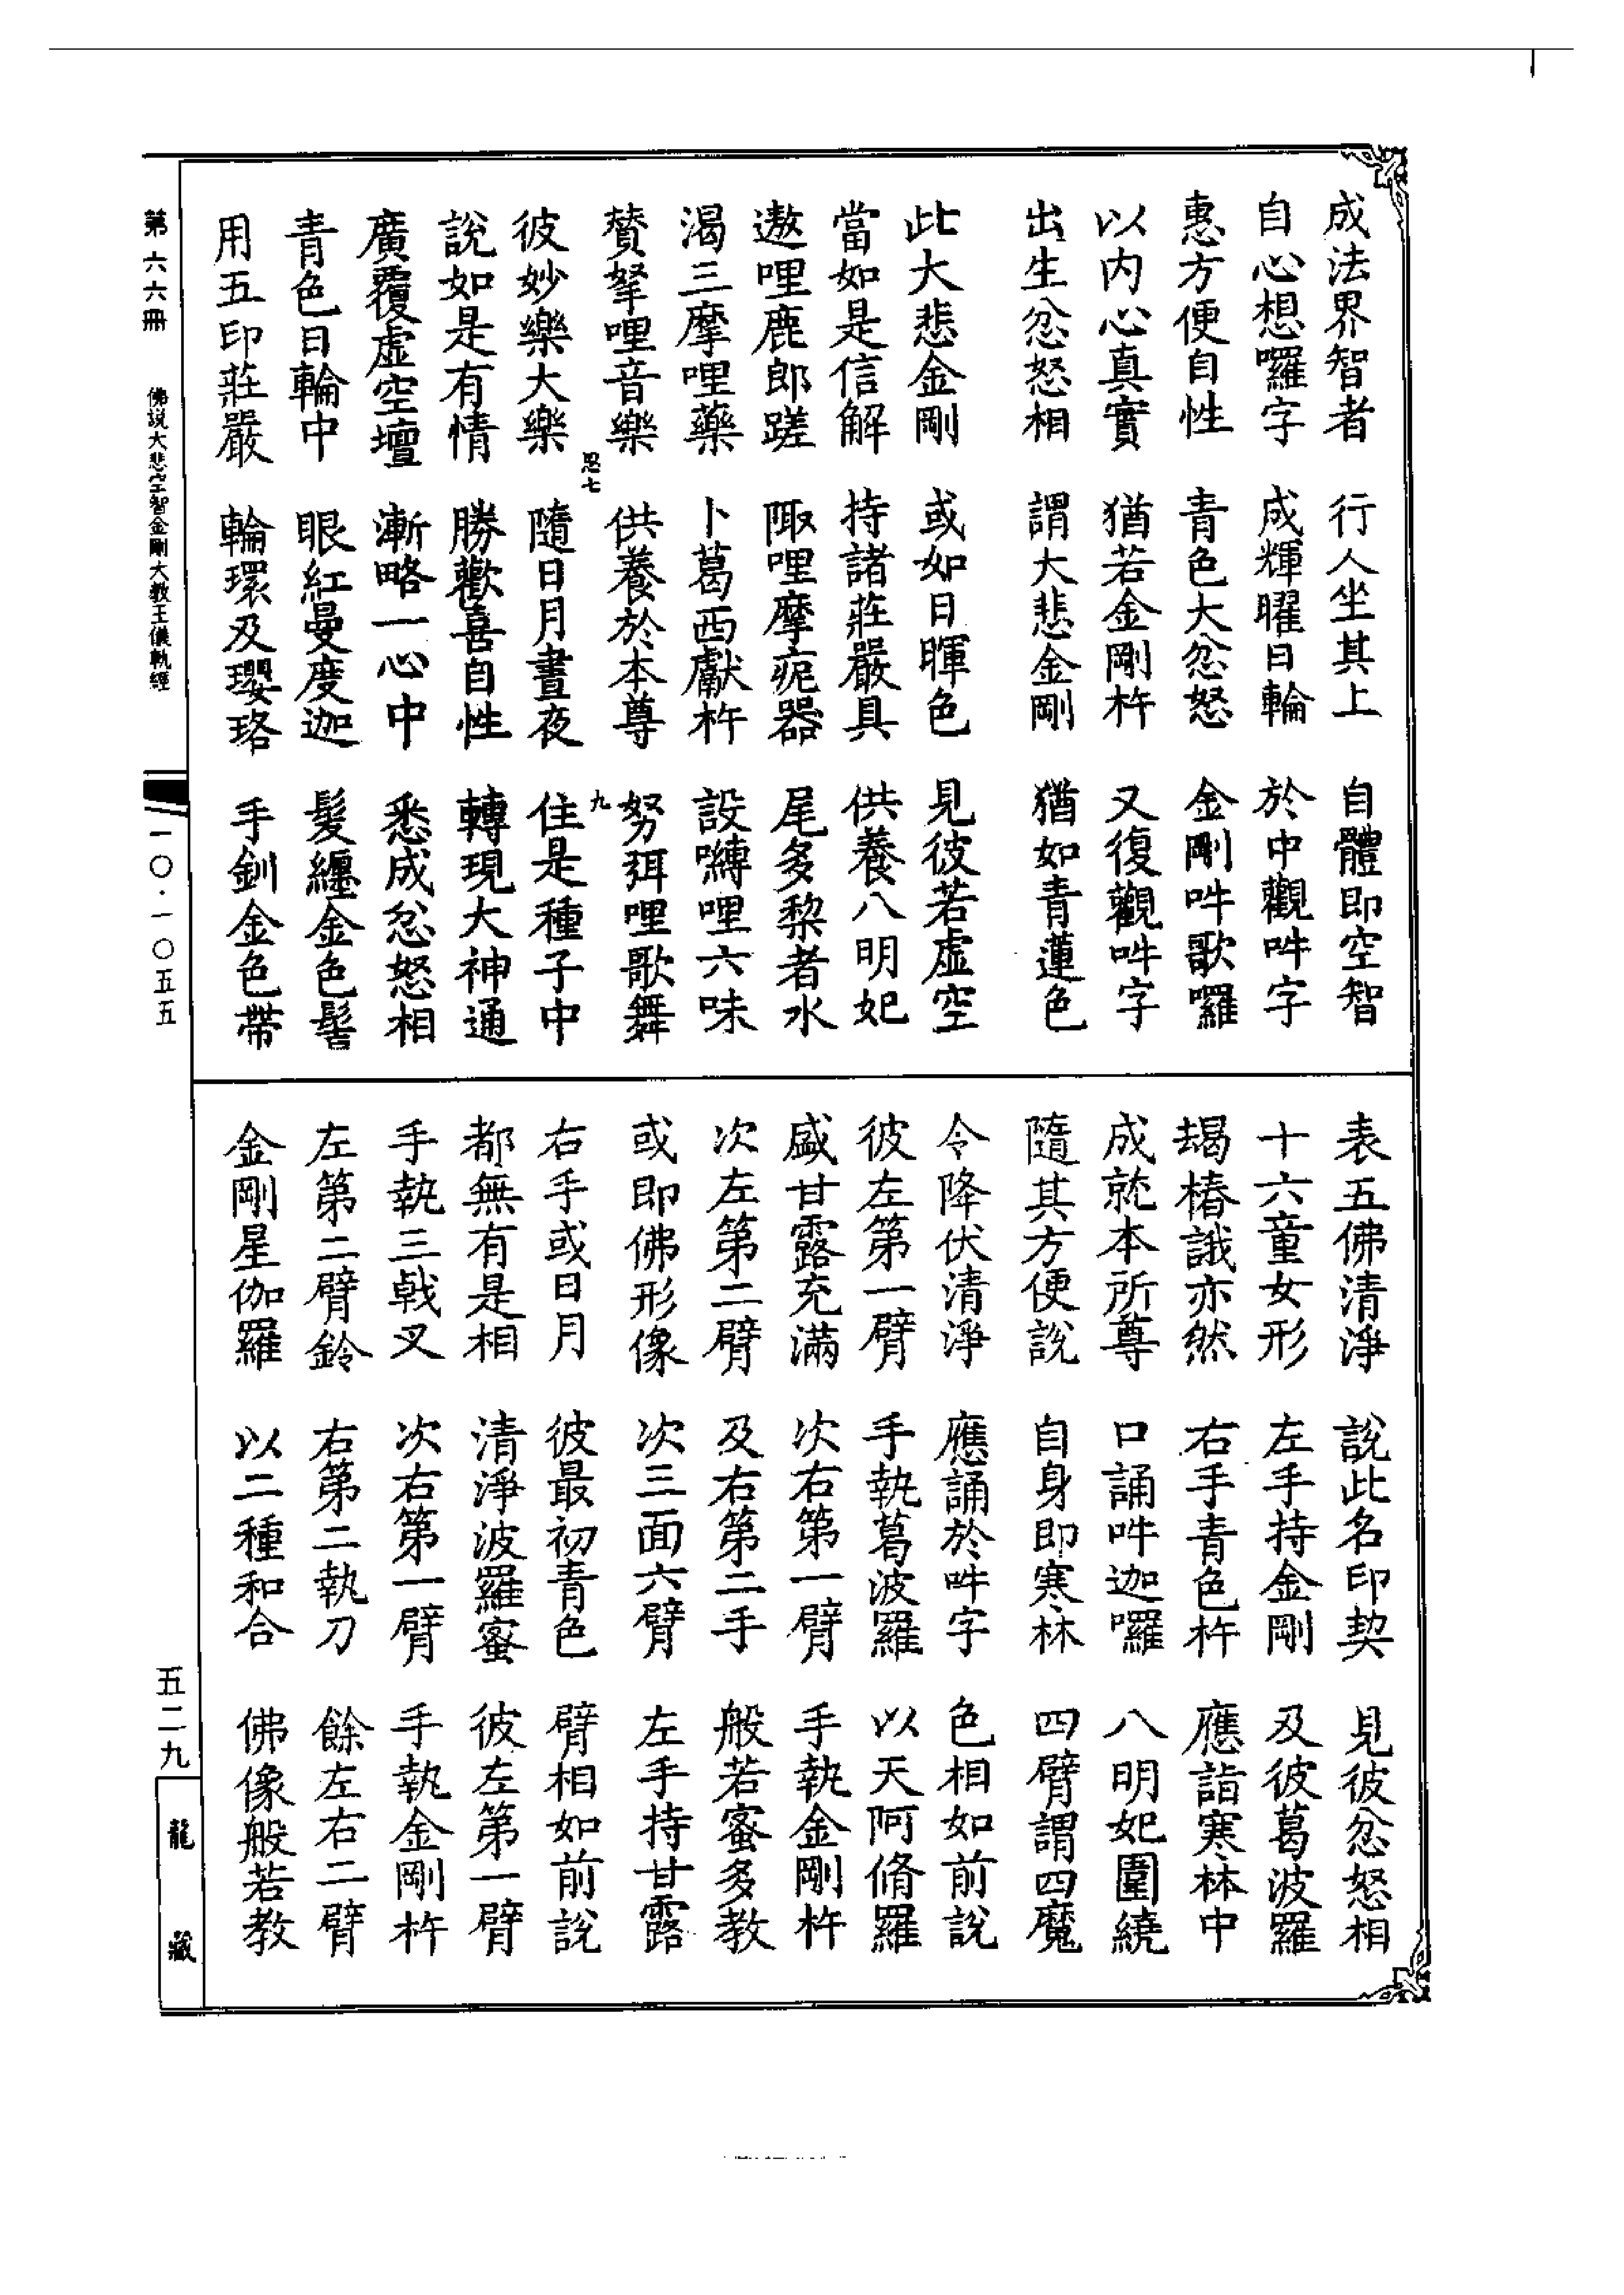 成法界智者　行人坐其上　自體即空智
自心想囉字　成輝曜日輪　於中觀吽字
惠方便自性　青色大忿怒　金剛吽歌囉
以内心真實　猶若金剛杵　又復觀吽字
出生忿怒相　謂大悲金剛　猶如青蓮色
此大悲金剛　或如日暉色　見彼若虛空
當如是信解　持諸莊嚴具　供養八明妃
遨哩鹿郎蹉　陬哩摩㾕器　尾多梨者水
渴三摩哩藥　卜葛西獻杵　設嚩哩六味
贊拏哩音樂　供養於本尊　努弭哩歌舞
恩七　九
彼妙樂大樂　隨日月晝夜　住是種子中
說如是有情　勝歡喜自性　轉現大神通
廣覆虛空壇　漸略一心中　悉成忿怒相
青色日輪中　眼紅曼度迦　髮纏金色髻
用五印莊嚴　輪環及瓔珞　手釧金色帶
表五佛清淨　說此名印契　見彼忿怒相
十六童女形　左手持金剛　及彼葛波羅
朅椿誐亦然　右手青色杵　應詣寒林中
成就本所尊　口誦吽迦囉　八明妃圍繞
隨其方便說　自身即寒林　四臂謂四魔
令降伏清淨　應誦於吽字　色相如前說
彼左第一臂　手執葛波羅　以天阿脩羅
盛甘露充滿　次右第一臂　手執金剛杵
次左第二臂　及右第二手　般若蜜多教
或即佛形像　次三面六臂　左手持甘露
右手或日月　彼最初青色　臂相如前說
都無有是相　清淨波羅蜜　彼左第一臂
手執三戟叉　次右第一臂　手執金剛杵
左第二臂鈴　右第二執刀　餘左右二臂
金剛星伽羅　以二種和合　佛像般若教
第六六冊　佛說大悲空智金剛大教王儀軌經　一〇·一〇五五
五二九
龍藏